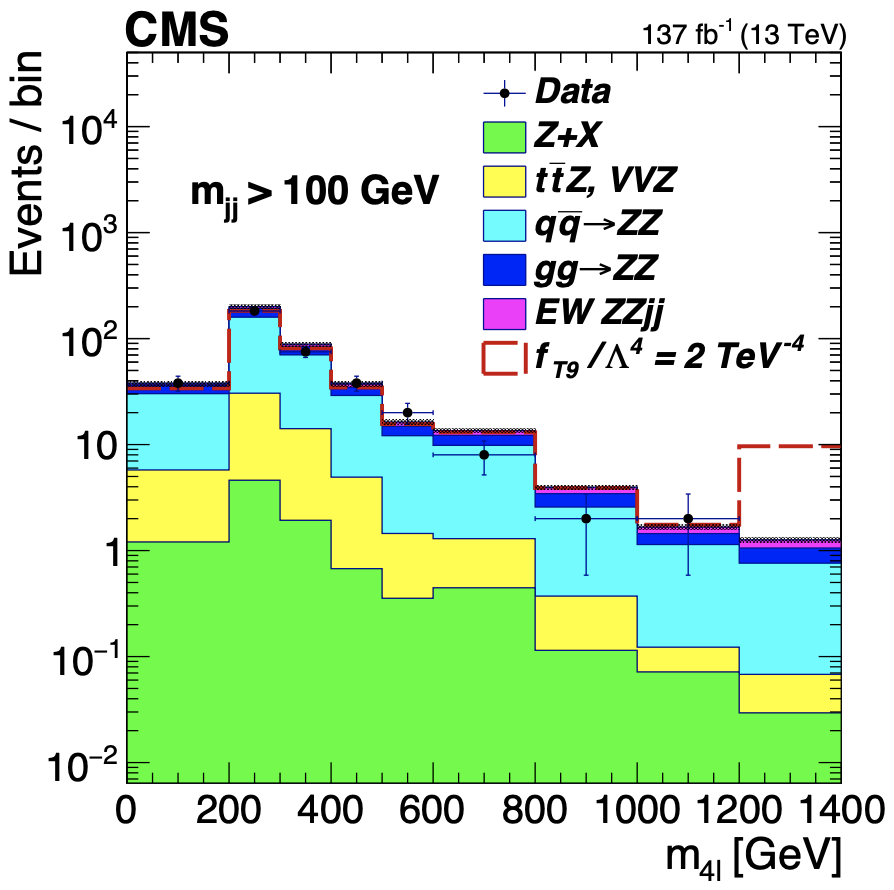 CMS
137 fb⁻¹ (13 TeV)
Events / bin
m_jj > 100 GeV
Data
Z+X
tt̅Z, VVZ
qq̅→ZZ
gg→ZZ
EW ZZjj
f_T9 /Λ⁴ = 2 TeV⁻⁴
10⁴
10³
10²
10
1
10⁻¹
10⁻²
0 200 400 600 800 1000 1200 1400
m_4l [GeV]